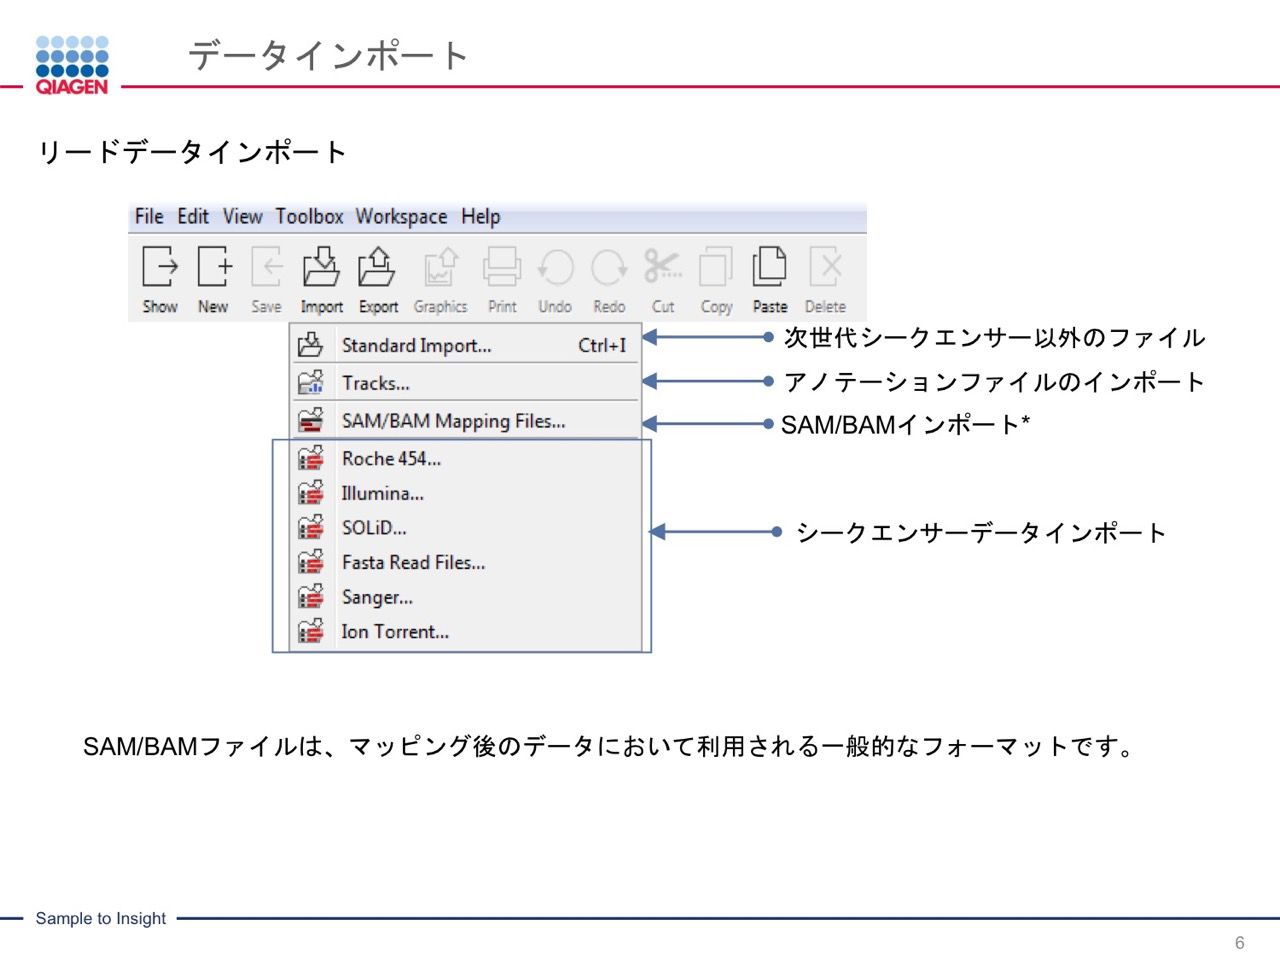 データインポート
QIAGEN
リードデータインポート
File Edit View Toolbox Workspace Help
Show New Save Import Export Graphics Print Undo Redo Cut Copy Paste Delete
Standard Import... Ctrl+I
次世代シークエンサー以外のファイル
Tracks...
アノテーションファイルのインポート
SAM/BAM Mapping Files...
SAM/BAMインポート*
Roche 454...
Illumina...
SOLiD...
シークエンサーデータインポート
Fasta Read Files...
Sanger...
Ion Torrent...
SAM/BAMファイルは、マッピング後のデータにおいて利用される一般的なフォーマットです。
Sample to Insight
6